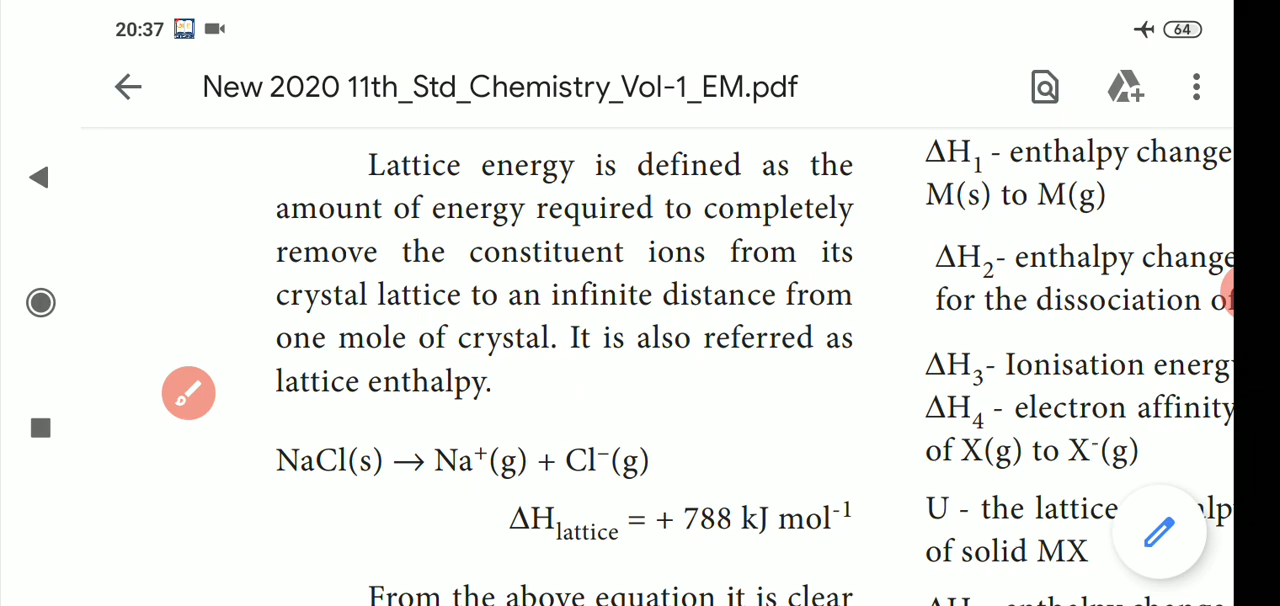 20:37
64
New 2020 11th_Std_Chemistry_Vol-1_EM.pdf
Lattice energy is defined as the
amount of energy required to completely
remove the constituent ions from its
crystal lattice to an infinite distance from
one mole of crystal. It is also referred as
lattice enthalpy.
NaCl(s) → Na⁺(g) + Cl⁻(g)
ΔH_lattice = + 788 kJ mol⁻¹
From the above equation it is clear
ΔH₁ - enthalpy change
M(s) to M(g)
ΔH₂- enthalpy change
for the dissociation
ΔH₃- Ionisation
ΔH₄ - electron affinity
of X(g) to X⁻(g)
U - the lattice
of solid MX
enthalpy change